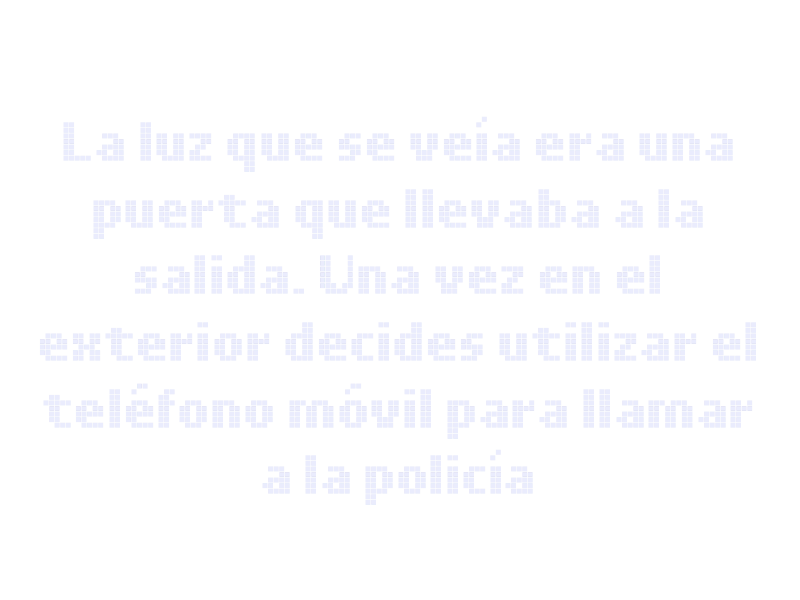 La luz que se veía era una
puerta que llevaba a la
salida. Una vez en el
exterior decides utilizar el
teléfono móvil para llamar
a la policía